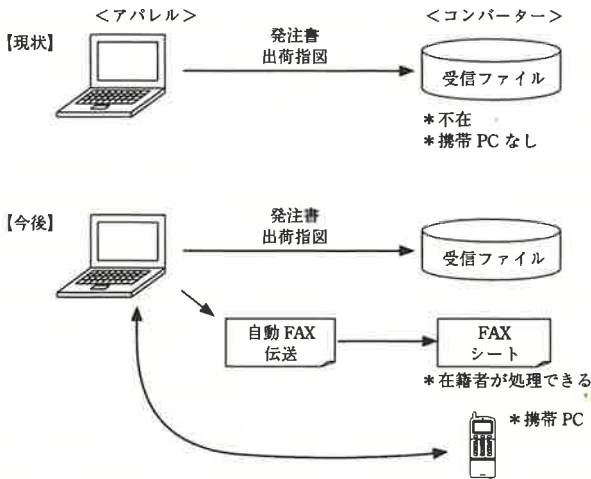 <アパレル>
<コンバーター>
【現状】
発注書
出荷指図
受信ファイル
*不在
*携帯 PC なし
【今後】
発注書
出荷指図
受信ファイル
自動 FAX
伝送
FAX
シート
*在籍者が処理できる
*携帯 PC